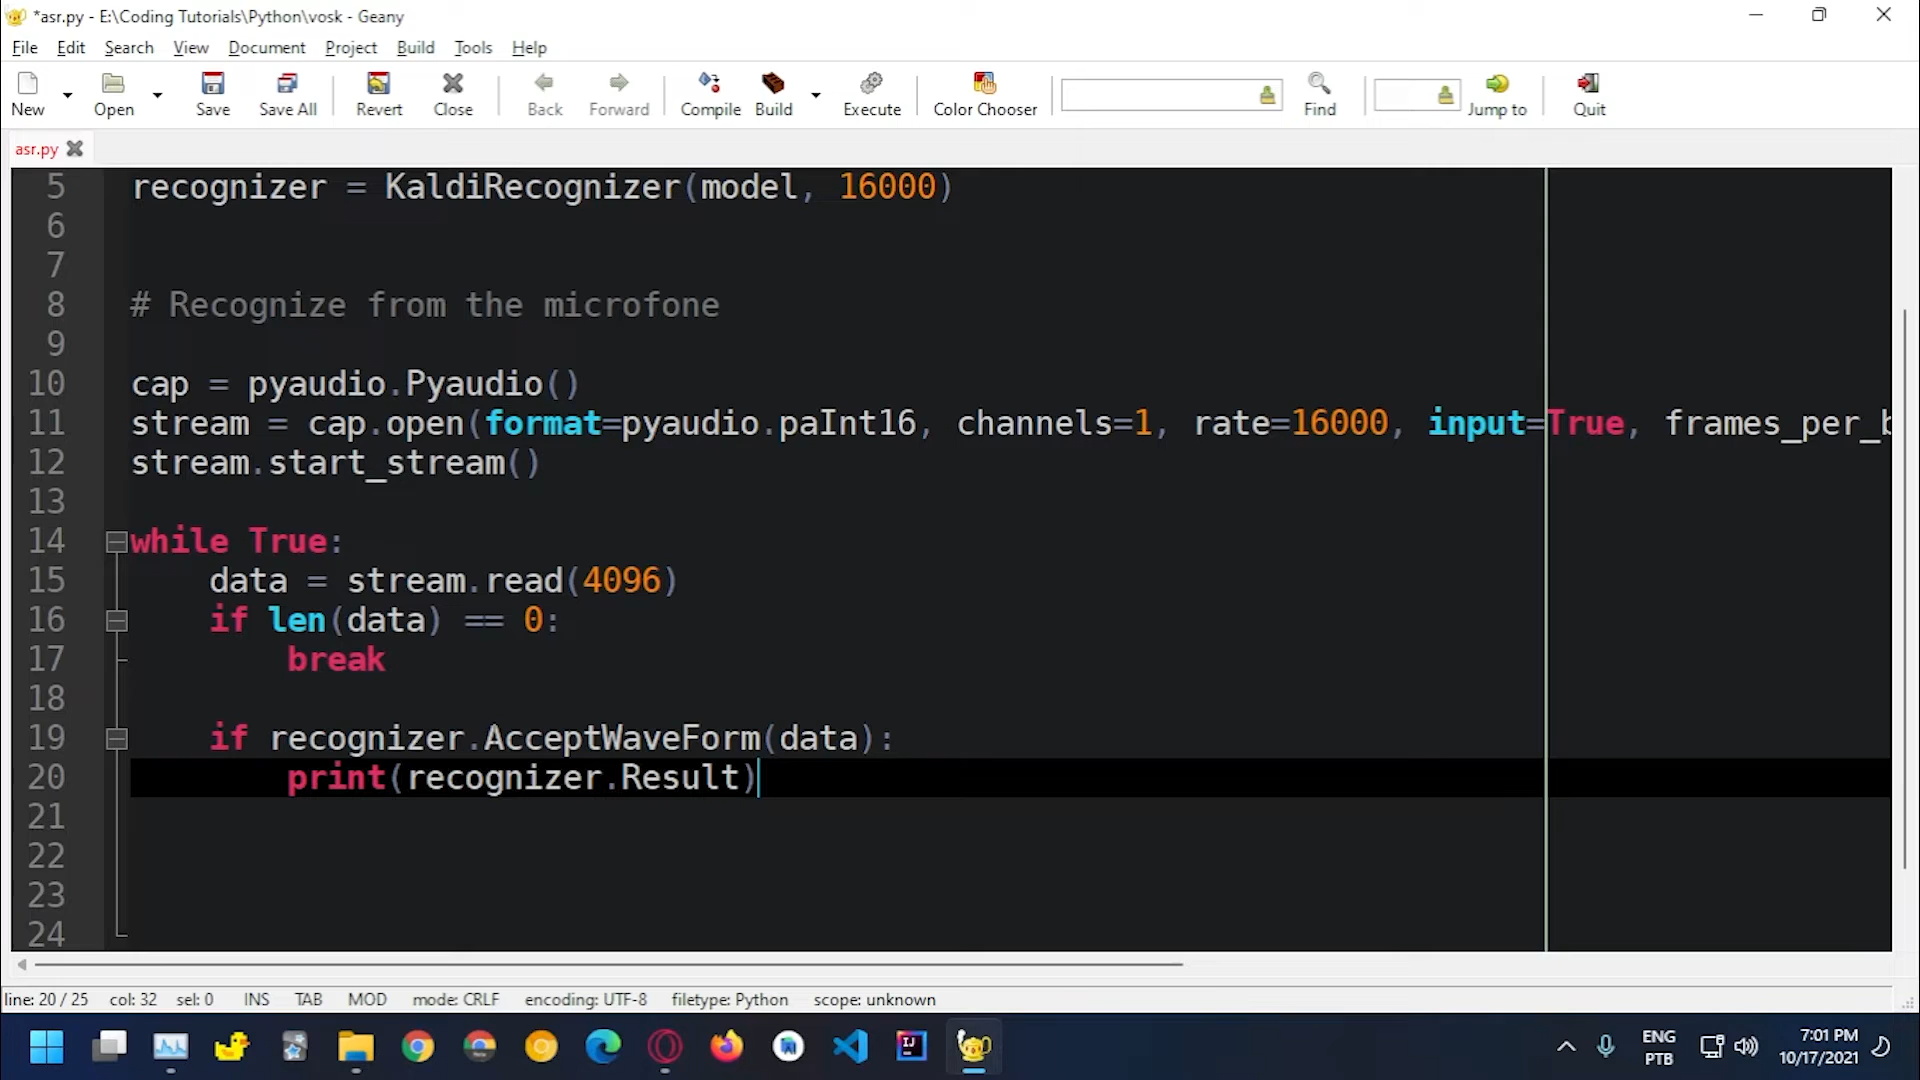 *asr.py - E:\Coding Tutorials\Python\vosk - Geany
File Edit Search View Document Project Build Tools Help
New Open Save Save All Revert Close Back Forward Compile Build Execute Color Chooser Find Jump to Quit
asr.py
5 recognizer = KaldiRecognizer(model, 16000)
6
7
8 # Recognize from the microfone
9
10 cap = pyaudio.Pyaudio()
11 stream = cap.open(format=pyaudio.paInt16, channels=1, rate=16000, input=True, frames_per_b
12 stream.start_stream()
13
14 while True:
15     data = stream.read(4096)
16     if len(data) == 0:
17         break
18
19     if recognizer.AcceptWaveForm(data):
20         print(recognizer.Result)
21
22
23
24
line: 20 / 25 col: 32 sel: 0 INS TAB MOD mode: CRLF encoding: UTF-8 filetype: Python scope: unknown
ENG 7:01 PM
PTB 10/17/2021